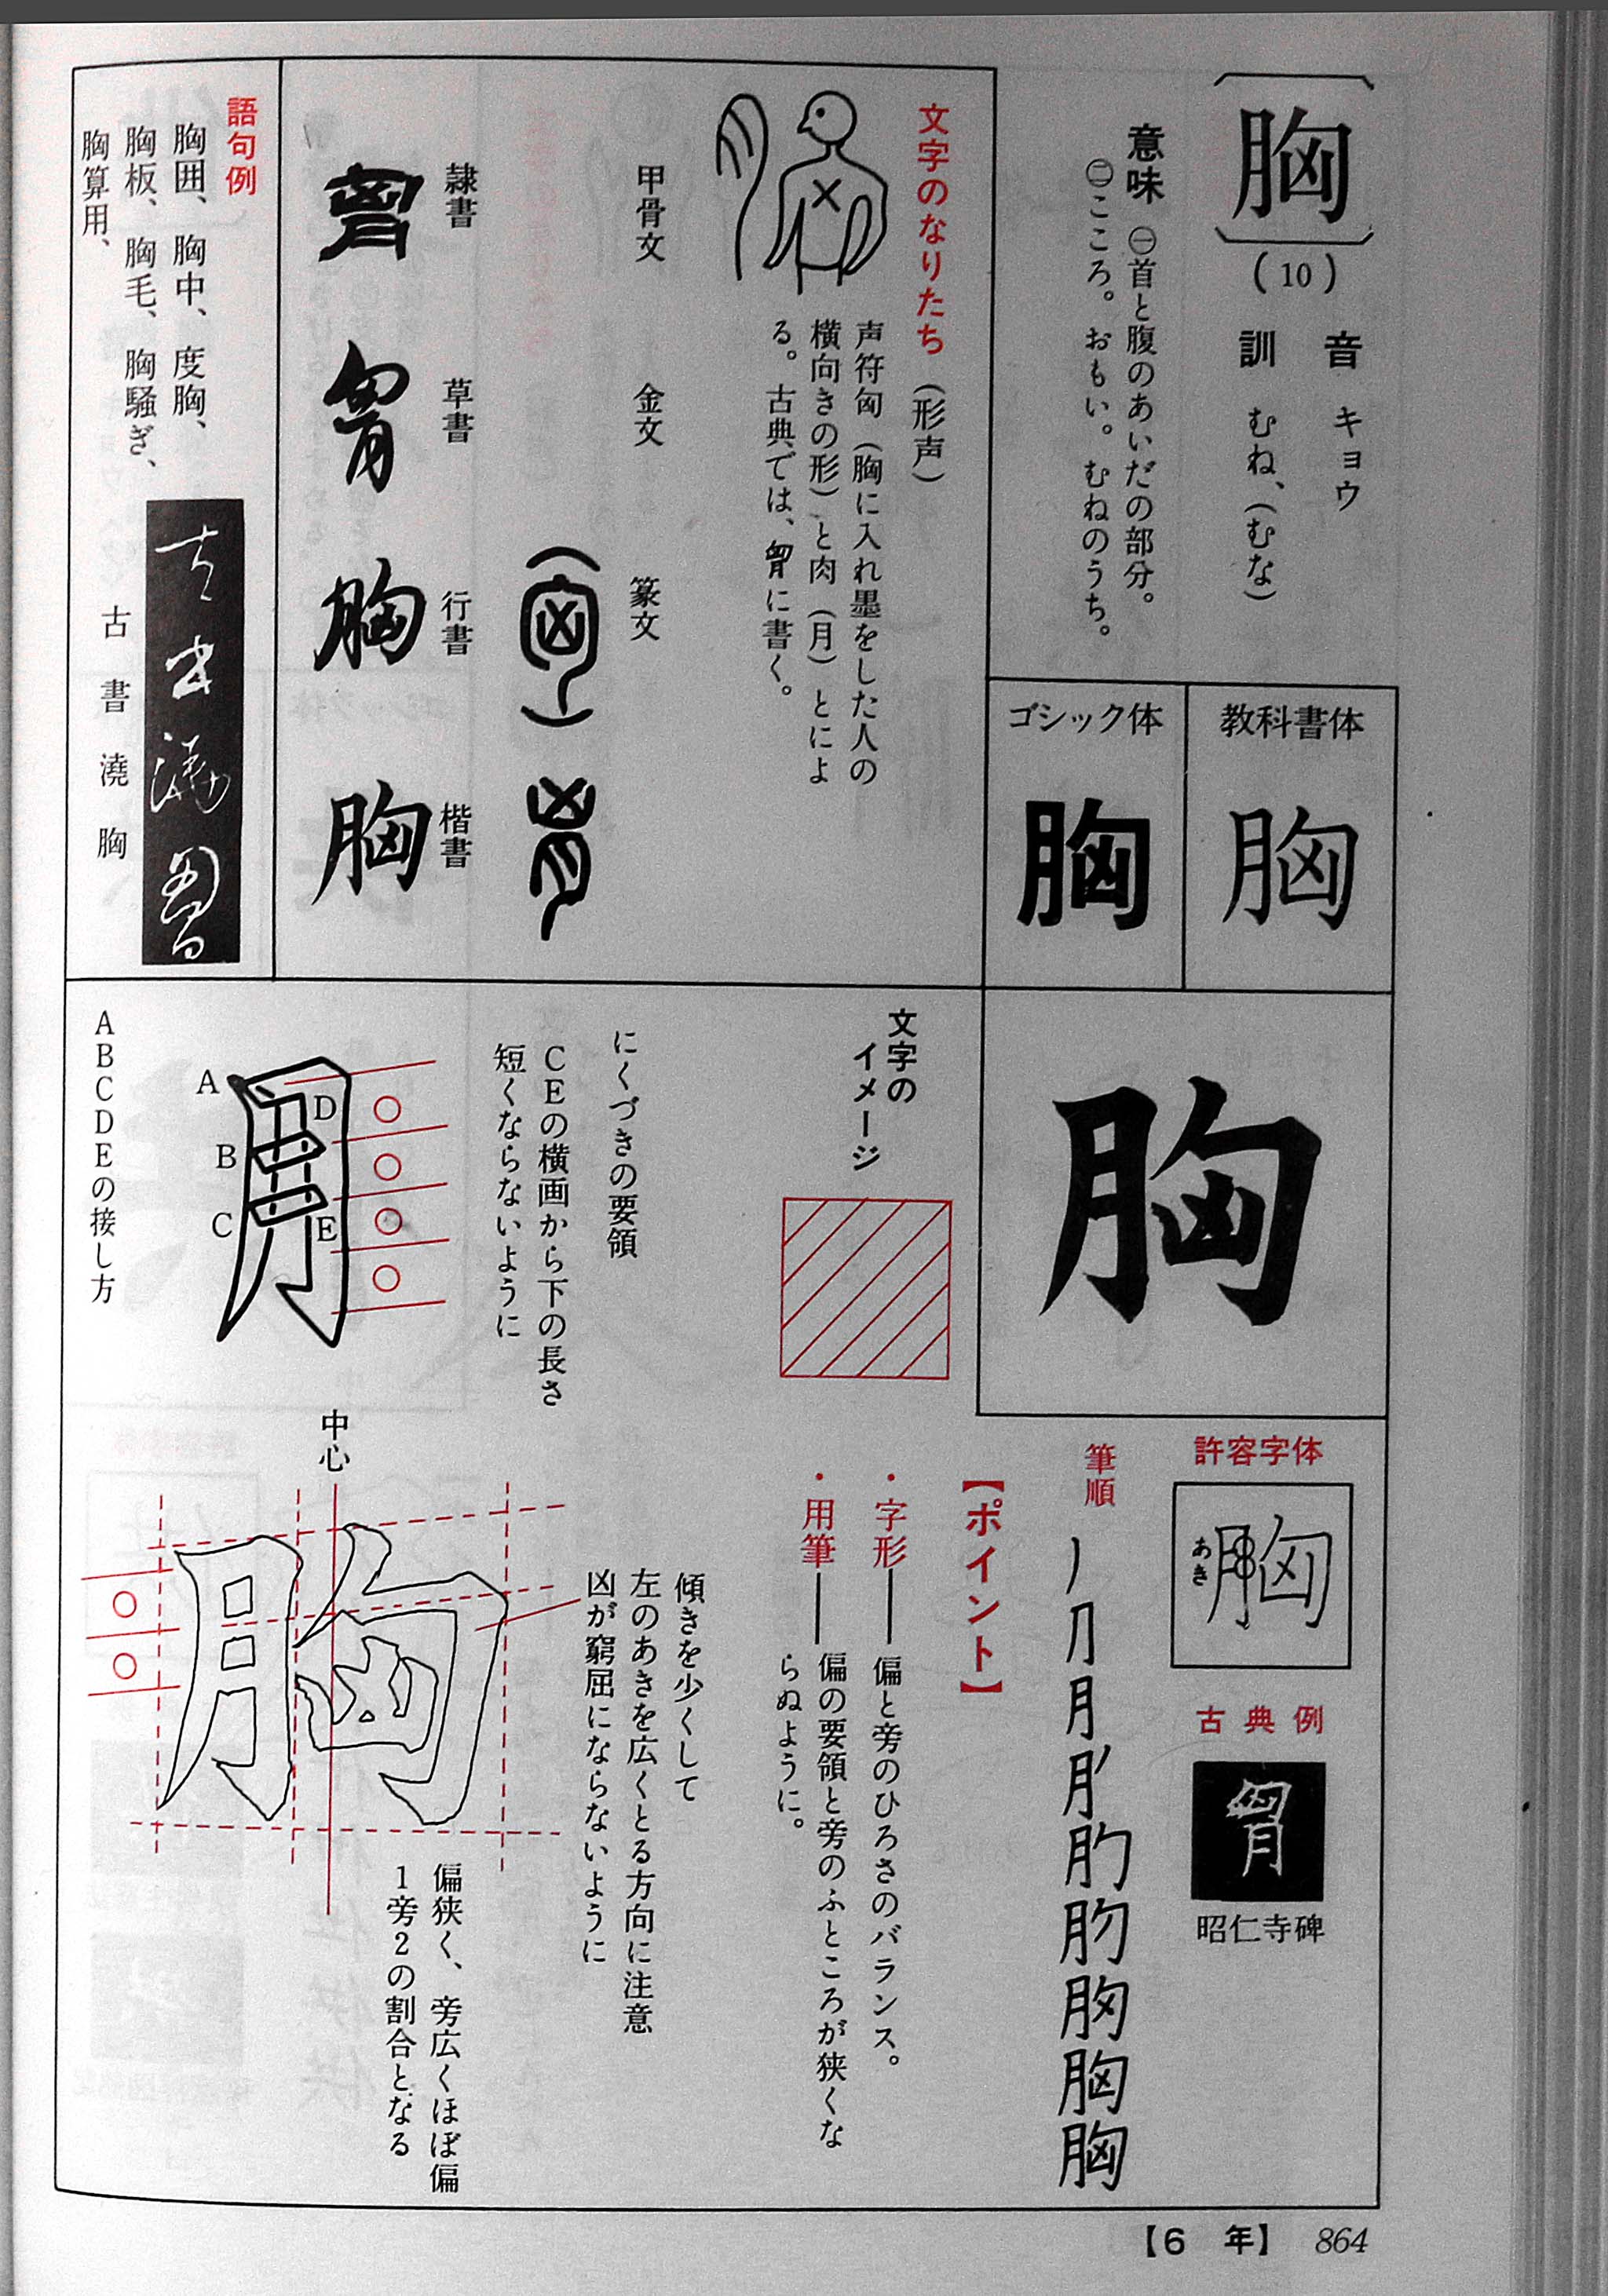 胸
(10)
音 キョウ
訓 むね、(むな)
意味 ㊀首と腹のあいだの部分。
㊁こころ。おもい。むねのうち。
教科書体
胸
ゴシック体
胸
文字のなりたち (形声)
声符匈(胸に入れ墨をした人の
横向きの形)と肉(月)とによ
る。古典では、胷に書く。
甲骨文 金文 篆文
隷書 草書 行書 楷書
胷 胷 胸 胸
語句例
胸囲、胸中、度胸、
胸板、胸毛、胸騒ぎ、
胸算用、
古書澆胸
胸
許容字体
胸
あき
古典例
胷
昭仁寺碑
筆順
胸 胸
【ポイント】
・字形━━偏と旁のひろさのバランス。
・用筆━━偏の要領と旁のふところが狭くな
らぬように。
文字の
イメージ
にくづきの要領
CEの横画から下の長さ
短くならないように
A
B
C
D
E
ABCDEの接し方
傾きを少くして
左のあきを広くとる方向に注意
凶が窮屈にならないように
中心
偏狭く、旁広くほぼ偏
1旁2の割合となる
【6 年】 864